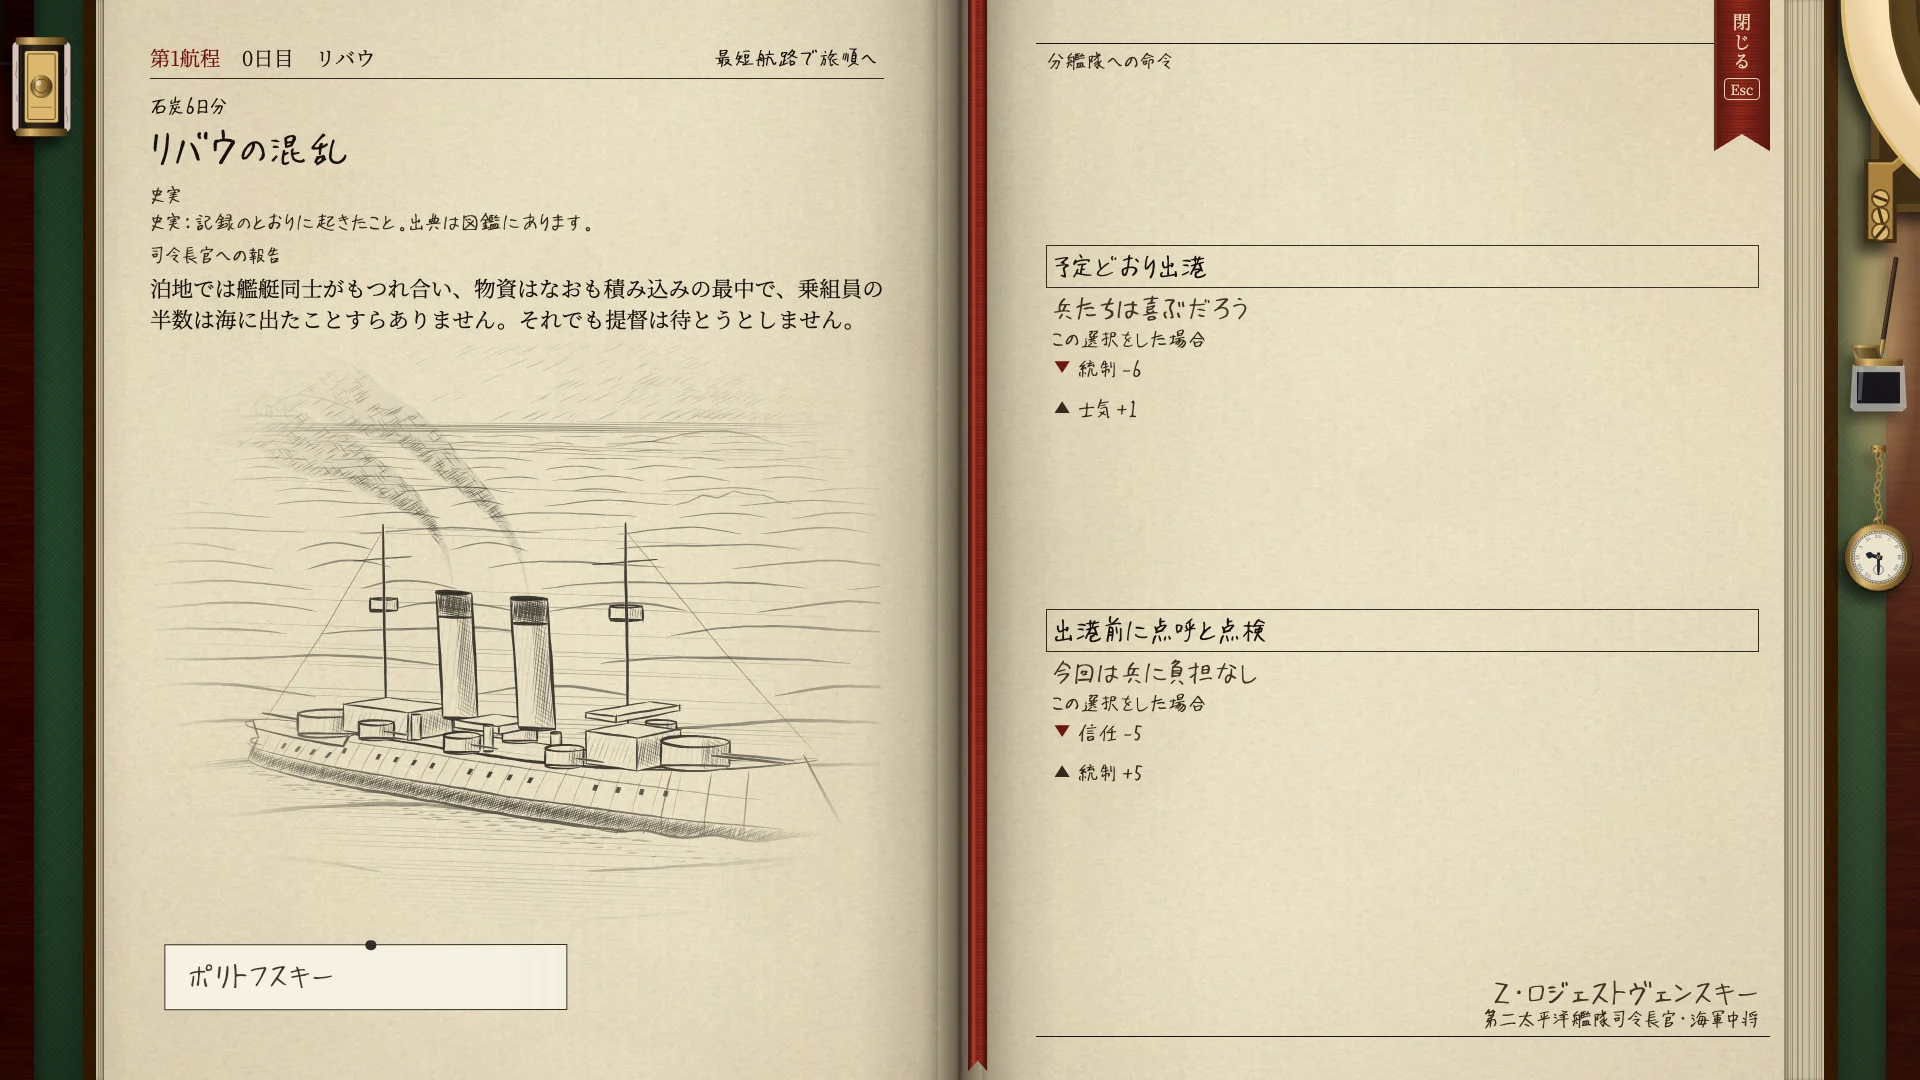 第1航程 0日目 リバウ 最短航路で旅順へ
石炭6日分
リバウの混乱
史実
史実：記録のとおりに起きたこと。出典は図鑑にあります。
司令長官への報告
泊地では艦艇同士がもつれ合い、物資はなおも積み込みの最中で、乗組員の
半数は海に出たことすらありません。それでも提督は待とうとしません。
ポリトフスキー
分艦隊への命令
予定どおり出港
兵たちは喜ぶだろう
この選択をした場合
▼ 統制 -6
▲ 士気 +1
出港前に点呼と点検
今回は兵に負担なし
この選択をした場合
▼ 信任 -5
▲ 統制 +5
Z・ロジェストヴェンスキー
第二太平洋艦隊司令長官・海軍中将
閉じる
Esc